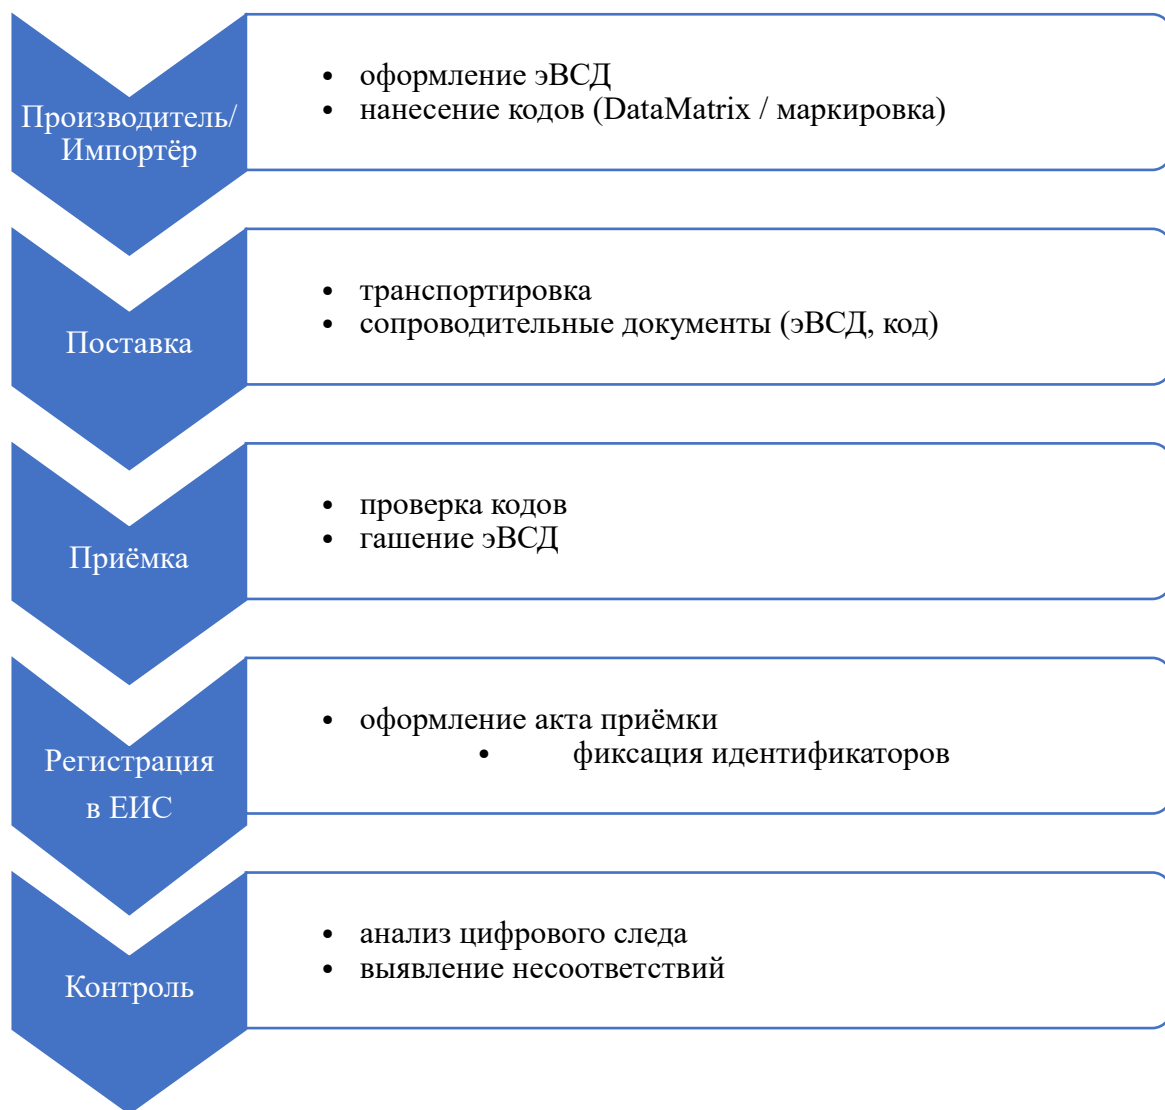 Производитель/
Импортёр
• оформление эВСД
• нанесение кодов (DataMatrix / маркировка)
Поставка
• транспортировка
• сопроводительные документы (эВСД, код)
Приёмка
• проверка кодов
• гашение эВСД
Регистрация
в ЕИС
• оформление акта приёмки
• фиксация идентификаторов
Контроль
• анализ цифрового следа
• выявление несоответствий